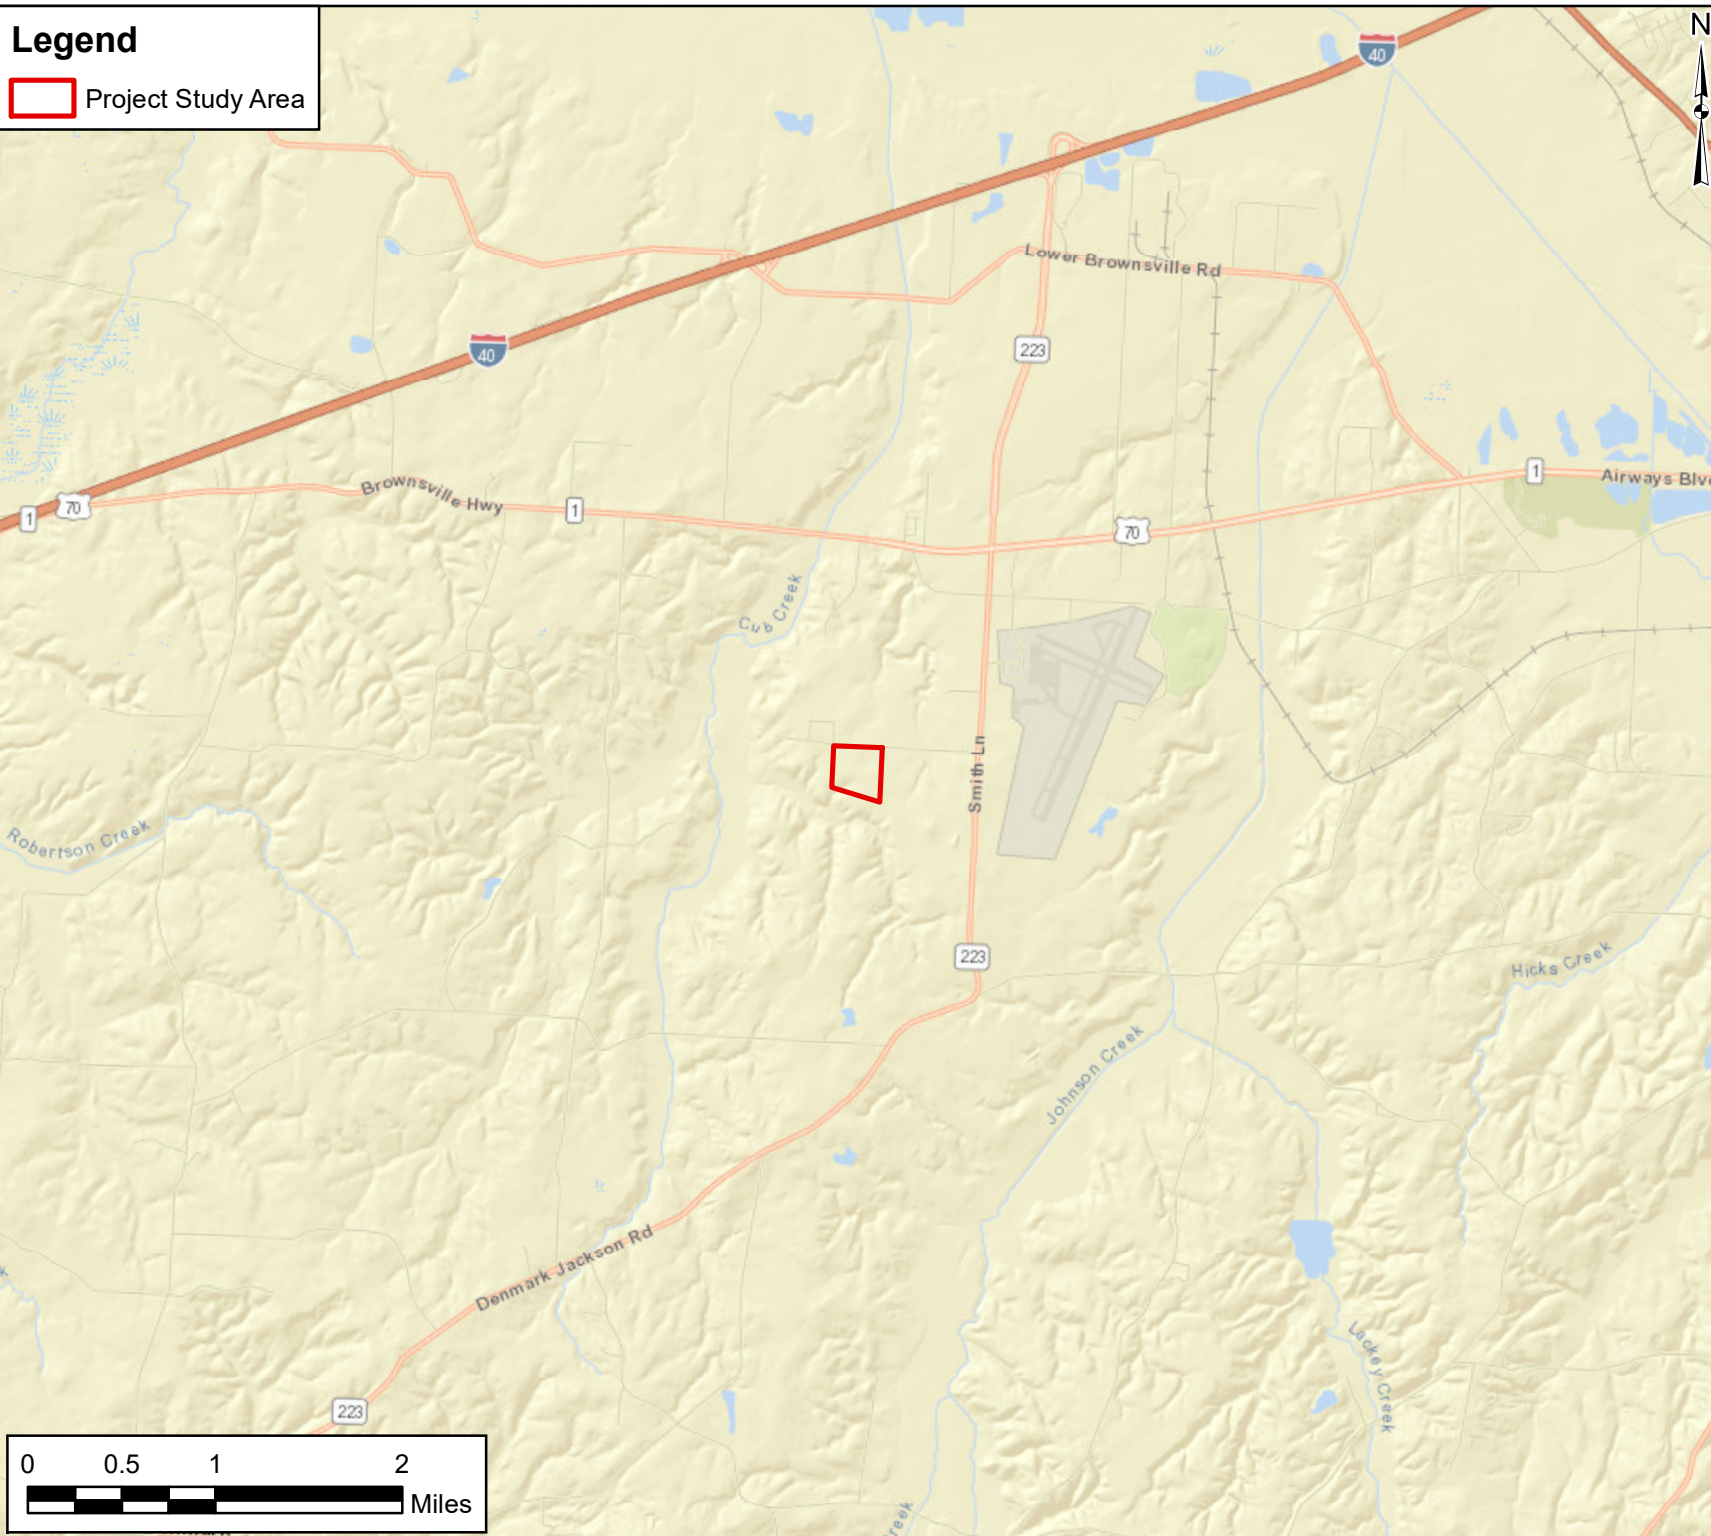 Legend
Project Study Area
N
40
Lower Brownsville Rd
223
40
Brownsville Hwy
1
70
1
70
1
Airways Blv
Cub Creek
Smith Ln
Robertson Creek
223
Hicks Creek
Johnson Creek
Denmark Jackson Rd
Lackey Creek
223
0 0.5 1 2
Miles
reek
k